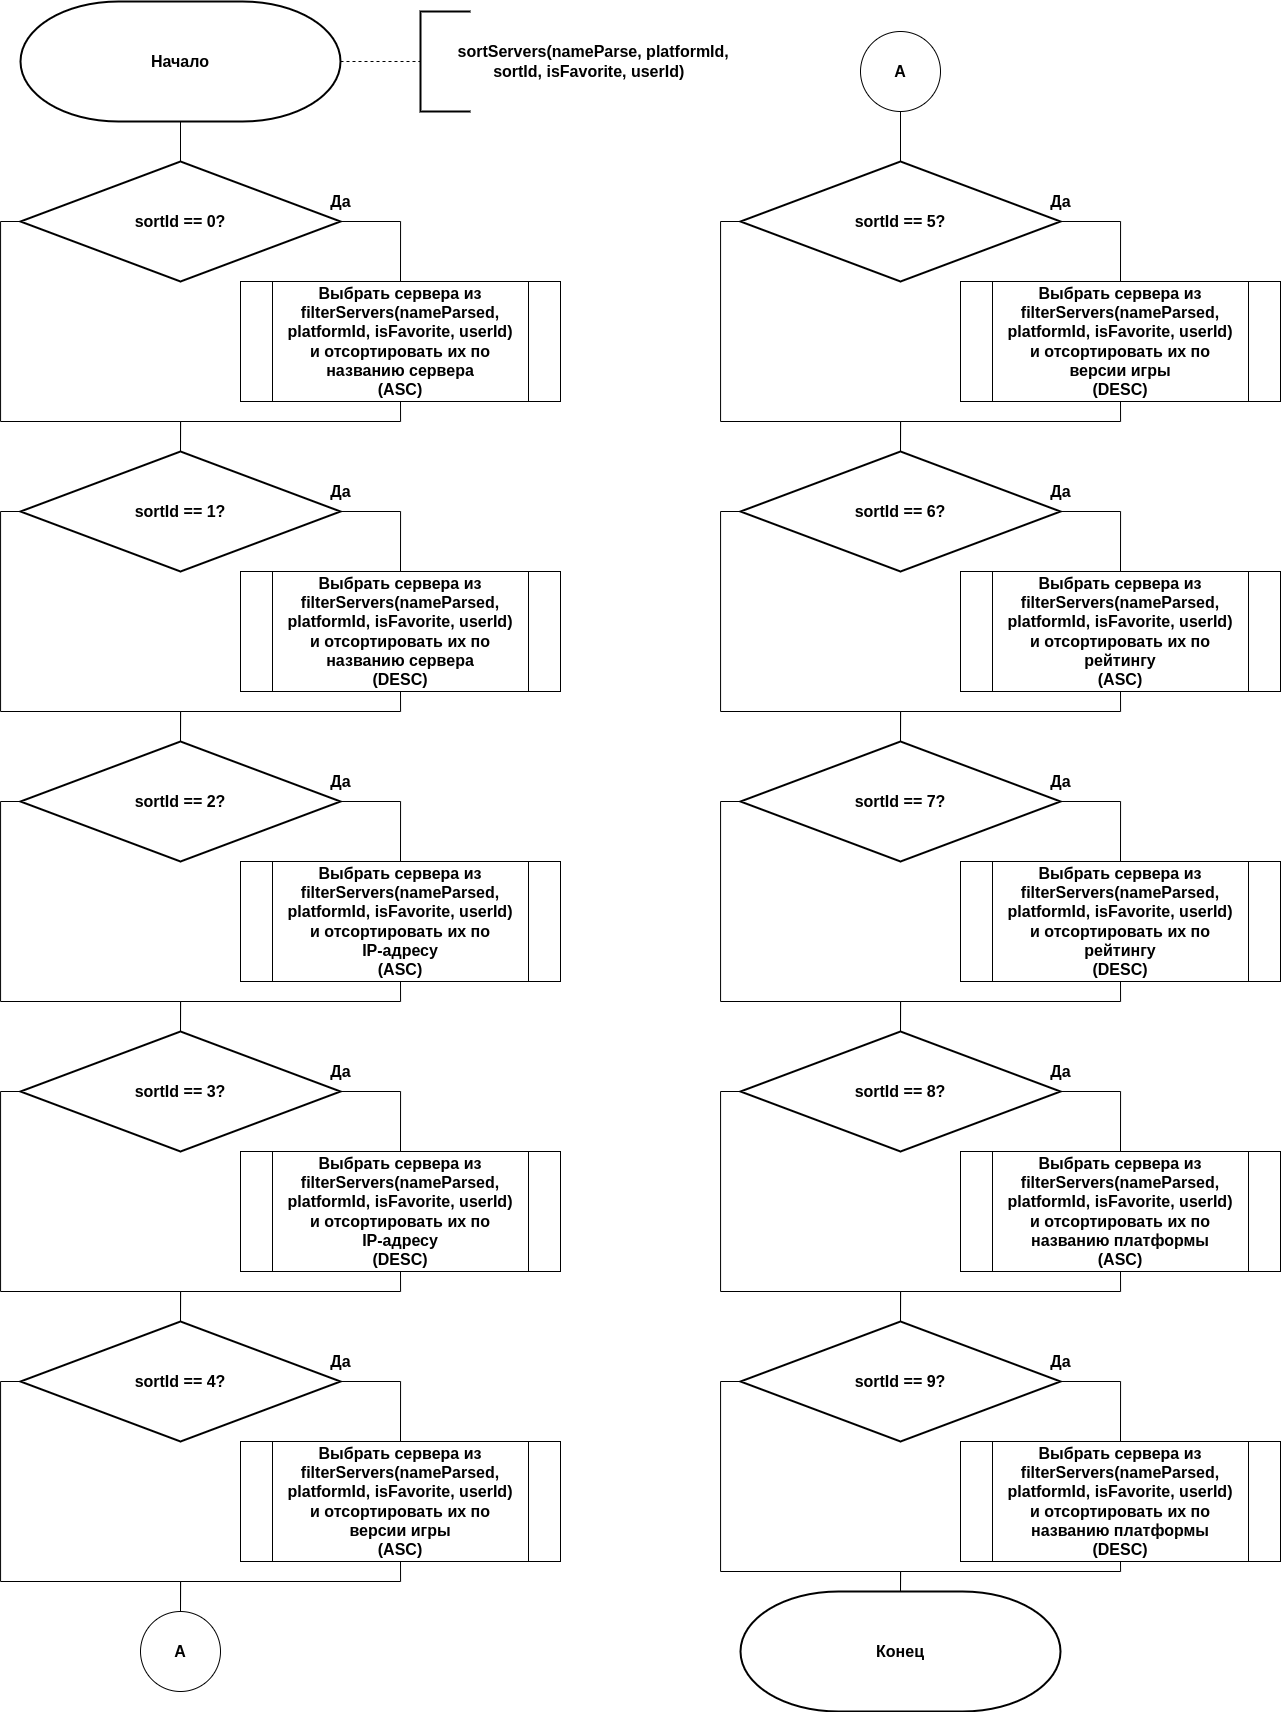 Начало
sortServers(nameParse, platformId,
sortId, isFavorite, userId)
Да
sortId == 0?
Выбрать сервера из
filterServers(nameParsed,
platformId, isFavorite, userId)
и отсортировать их по
названию сервера
(ASC)
Да
sortId == 1?
Выбрать сервера из
filterServers(nameParsed,
platformId, isFavorite, userId)
и отсортировать их по
названию сервера
(DESC)
Да
sortId == 2?
Выбрать сервера из
filterServers(nameParsed,
platformId, isFavorite, userId)
и отсортировать их по
IP-адресу
(ASC)
Да
sortId == 3?
Выбрать сервера из
filterServers(nameParsed,
platformId, isFavorite, userId)
и отсортировать их по
IP-адресу
(DESC)
Да
sortId == 4?
Выбрать сервера из
filterServers(nameParsed,
platformId, isFavorite, userId)
и отсортировать их по
версии игры
(ASC)
А
А
Да
sortId == 5?
Выбрать сервера из
filterServers(nameParsed,
platformId, isFavorite, userId)
и отсортировать их по
версии игры
(DESC)
Да
sortId == 6?
Выбрать сервера из
filterServers(nameParsed,
platformId, isFavorite, userId)
и отсортировать их по
рейтингу
(ASC)
Да
sortId == 7?
Выбрать сервера из
filterServers(nameParsed,
platformId, isFavorite, userId)
и отсортировать их по
рейтингу
(DESC)
Да
sortId == 8?
Выбрать сервера из
filterServers(nameParsed,
platformId, isFavorite, userId)
и отсортировать их по
названию платформы
(ASC)
Да
sortId == 9?
Выбрать сервера из
filterServers(nameParsed,
platformId, isFavorite, userId)
и отсортировать их по
названию платформы
(DESC)
Конец